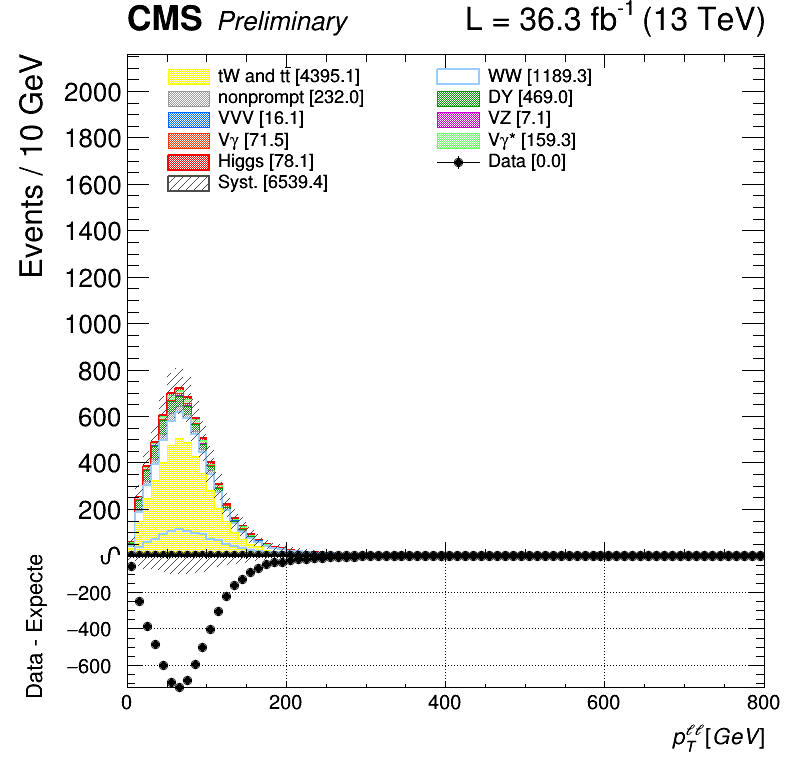 CMS Preliminary L = 36.3 fb⁻¹ (13 TeV)
Events / 10 GeV
2000
1800
1600
1400
1200
1000
800
600
400
200
0
tW and tt̄ [4395.1]
nonprompt [232.0]
VVV [16.1]
Vγ [71.5]
Higgs [78.1]
Syst. [6539.4]
WW [1189.3]
DY [469.0]
VZ [7.1]
Vγ* [159.3]
Data [0.0]
Data - Expecte
0
−200
−400
−600
0 200 400 600 800
p_T^ℓℓ [GeV]